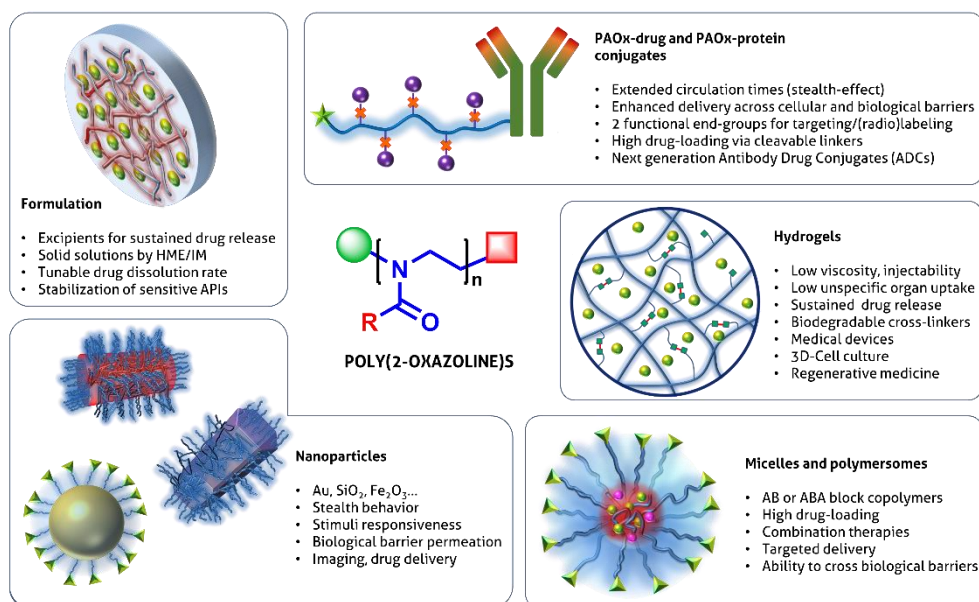 Formulation
• Excipients for sustained drug release
• Solid solutions by HME/IM
• Tunable drug dissolution rate
• Stabilization of sensitive APIs
PAOx-drug and PAOx-protein
conjugates
• Extended circulation times (stealth-effect)
• Enhanced delivery across cellular and biological barriers
• 2 functional end-groups for targeting/(radio)labeling
• High drug-loading via cleavable linkers
• Next generation Antibody Drug Conjugates (ADCs)
N
n
R
O
POLY(2-OXAZOLINE)S
Hydrogels
• Low viscosity, injectability
• Low unspecific organ uptake
• Sustained drug release
• Biodegradable cross-linkers
• Medical devices
• 3D-Cell culture
• Regenerative medicine
Nanoparticles
• Au, SiO₂, Fe₂O₃...
• Stealth behavior
• Stimuli responsiveness
• Biological barrier permeation
• Imaging, drug delivery
Micelles and polymersomes
• AB or ABA block copolymers
• High drug-loading
• Combination therapies
• Targeted delivery
• Ability to cross biological barriers